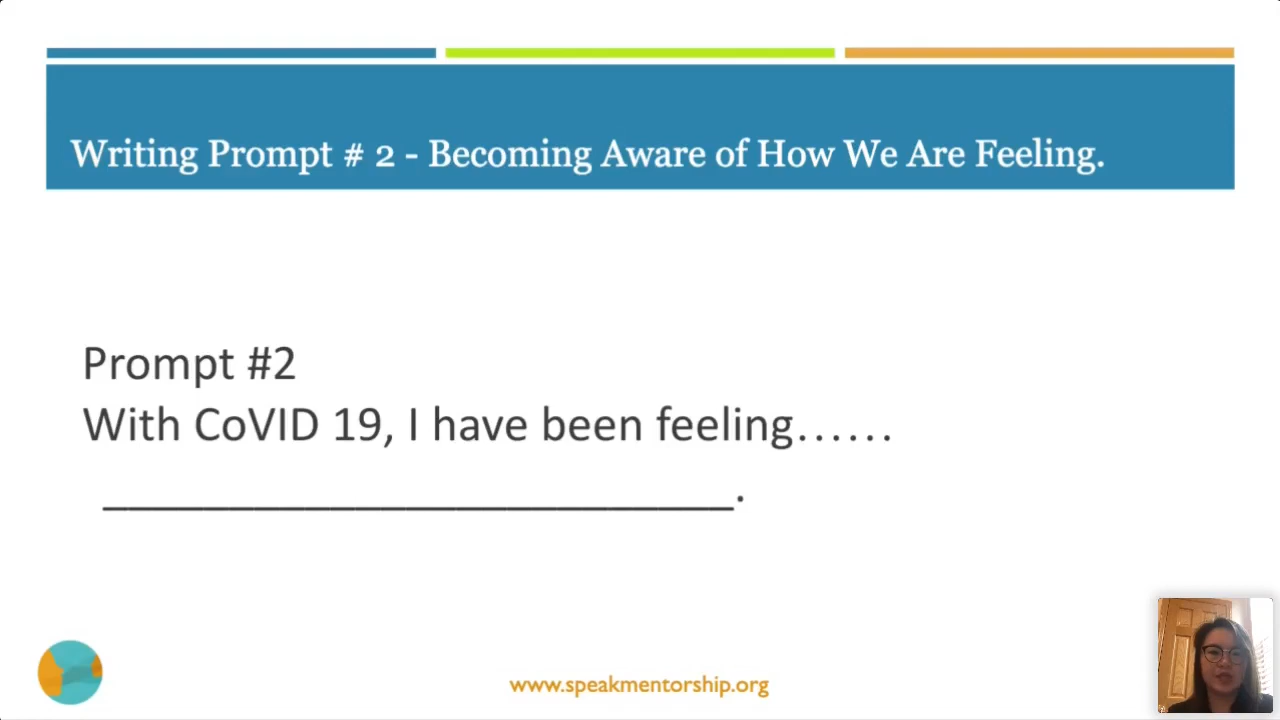 Writing Prompt # 2 - Becoming Aware of How We Are Feeling.
Prompt #2
With CoVID 19, I have been feeling......
_________________________.
www.speakmentorship.org